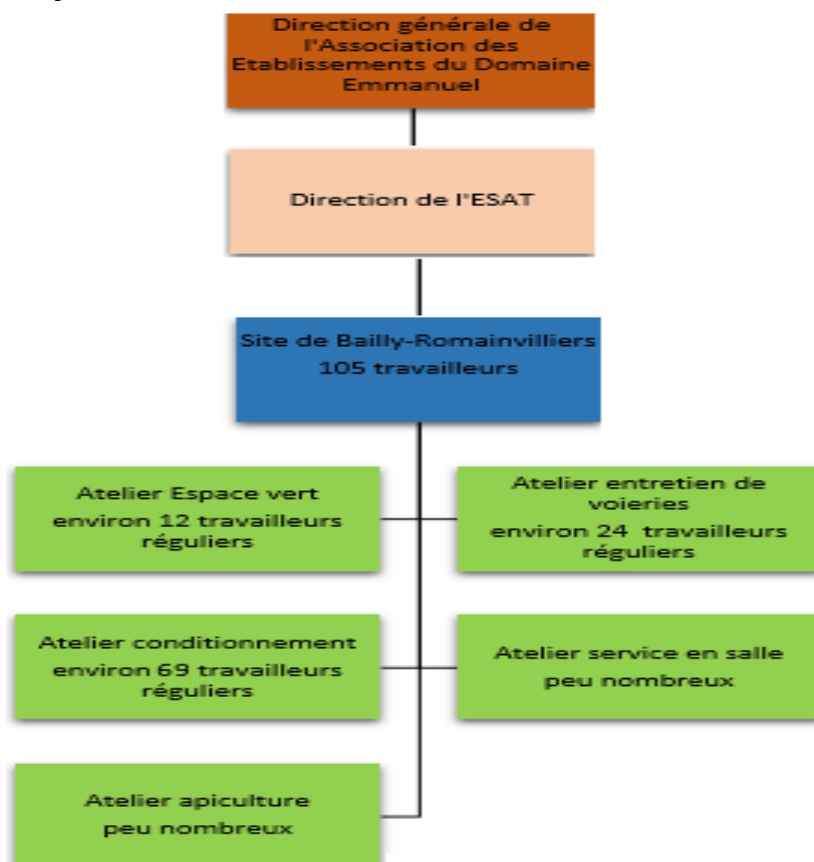 Direction générale de
l'Association des
Etablissements du Domaine
Emmanuel
Direction de l'ESAT
Site de Bailly-Romainvilliers
105 travailleurs
Atelier Espace vert
environ 12 travailleurs
réguliers
Atelier entretien de
voieries
environ 24 travailleurs
réguliers
Atelier conditionnement
environ 69 travailleurs
réguliers
Atelier service en salle
peu nombreux
Atelier apiculture
peu nombreux